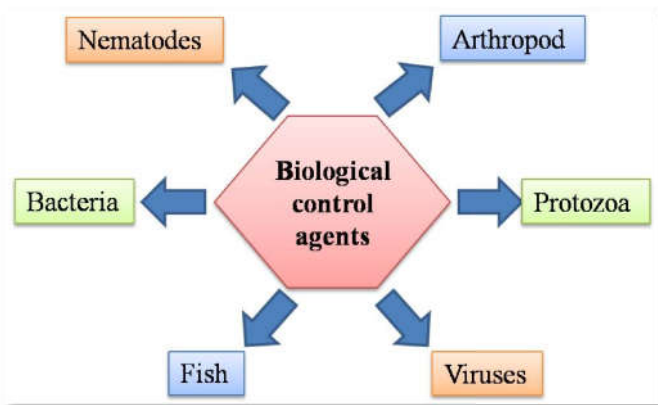 Nematodes
Arthropod
Biological
control
agents
Bacteria
Protozoa
Fish
Viruses